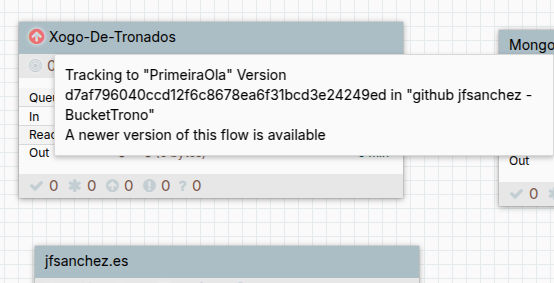 Xogo-De-Tronados
Mongo
0
Tracking to "PrimeiraOla" Version
d7af796040ccd12f6c8678ea6f31bcd3e24249ed in "github jfsanchez -
BucketTrono"
A newer version of this flow is available
Queu
In
Read
Out
Out
0 0 0 0 ? 0
0
jfsanchez.es